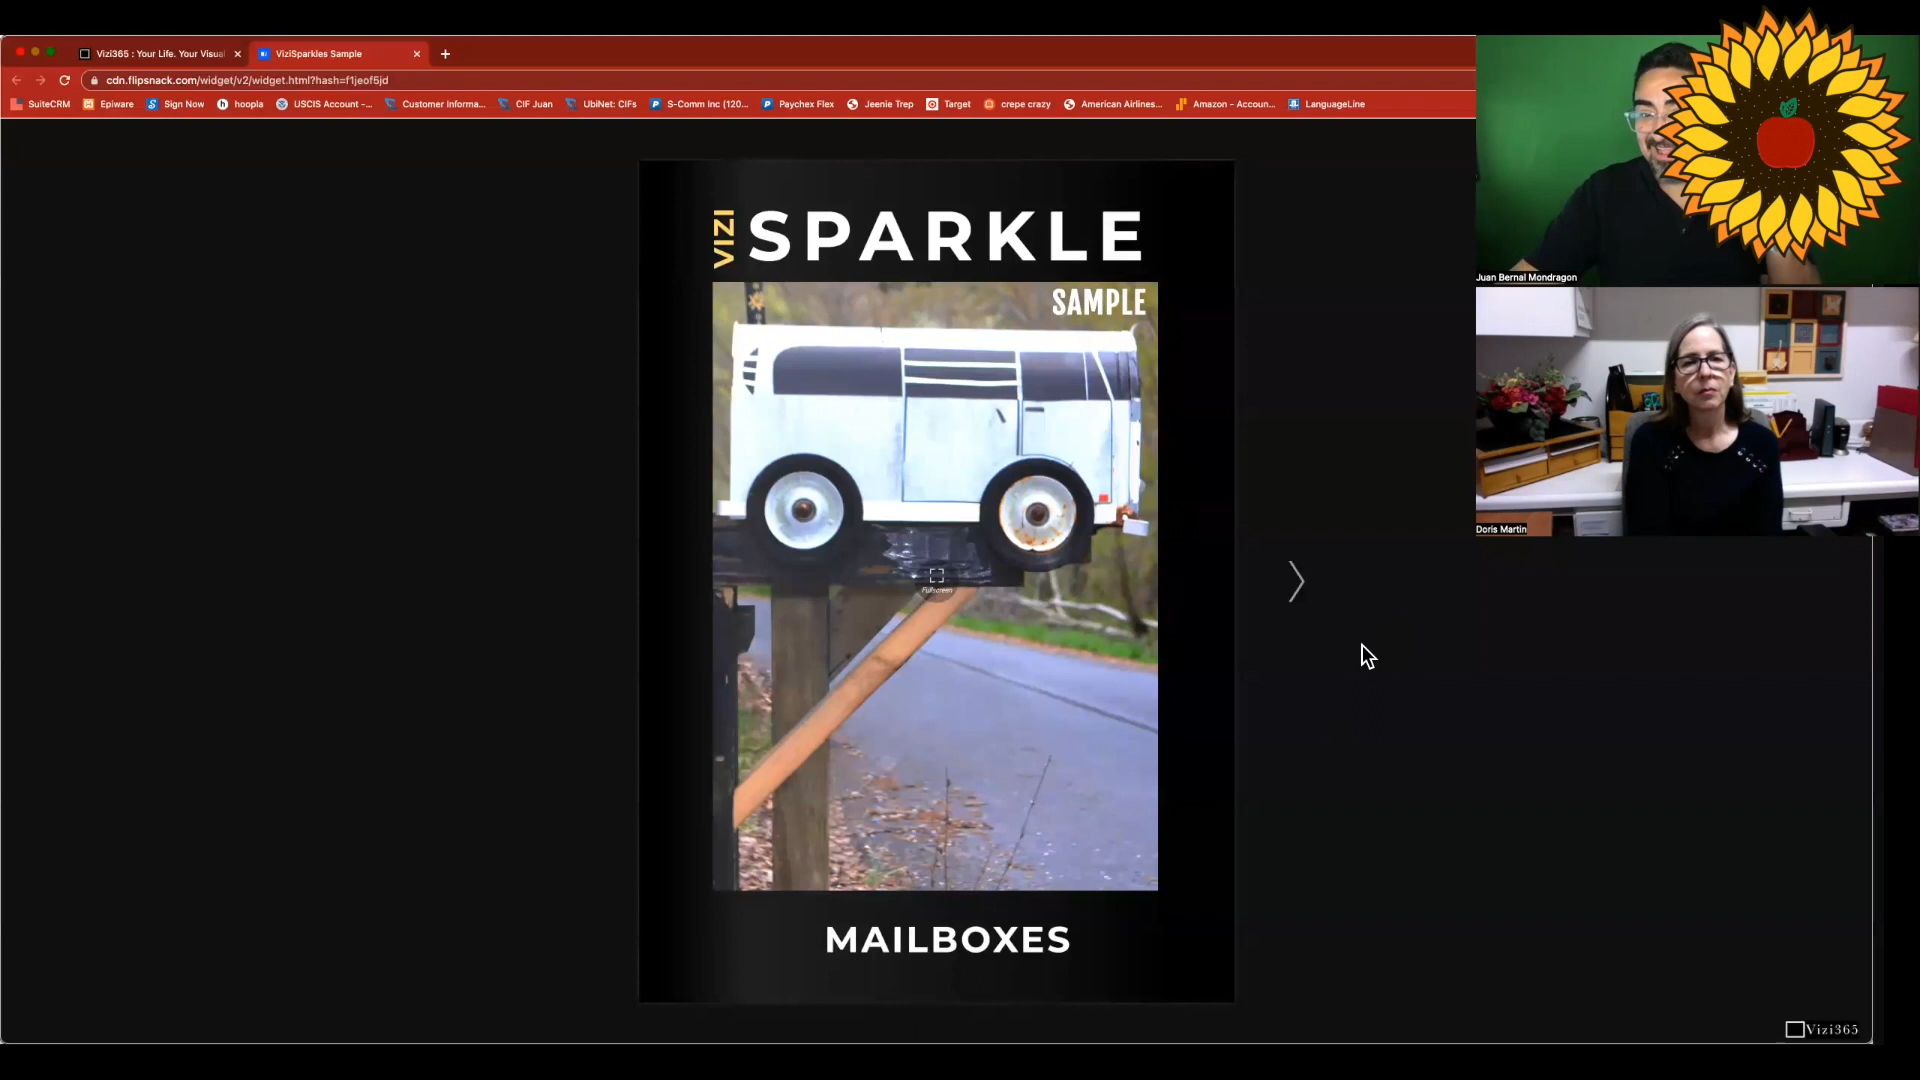 Vizi365 : Your Life. Your Visua
ViziSparkles Sample
cdn.flipsnack.com/widget/v2/widget.html?hash=f1jeof5jd
SuiteCRM
Epiware
Sign Now
hoopla
USCIS Account -...
Customer Informa...
CIF Juan
UbiNet: CIFs
S-Comm Inc (120...
Paychex Flex
Jeenie Trep
Target
crepe crazy
American Airlines...
Amazon - Accoun...
LanguageLine
VIZI
SPARKLE
SAMPLE
Fullscreen
MAILBOXES
Juan Bernal Mondragon
Doris Martin
Vizi365